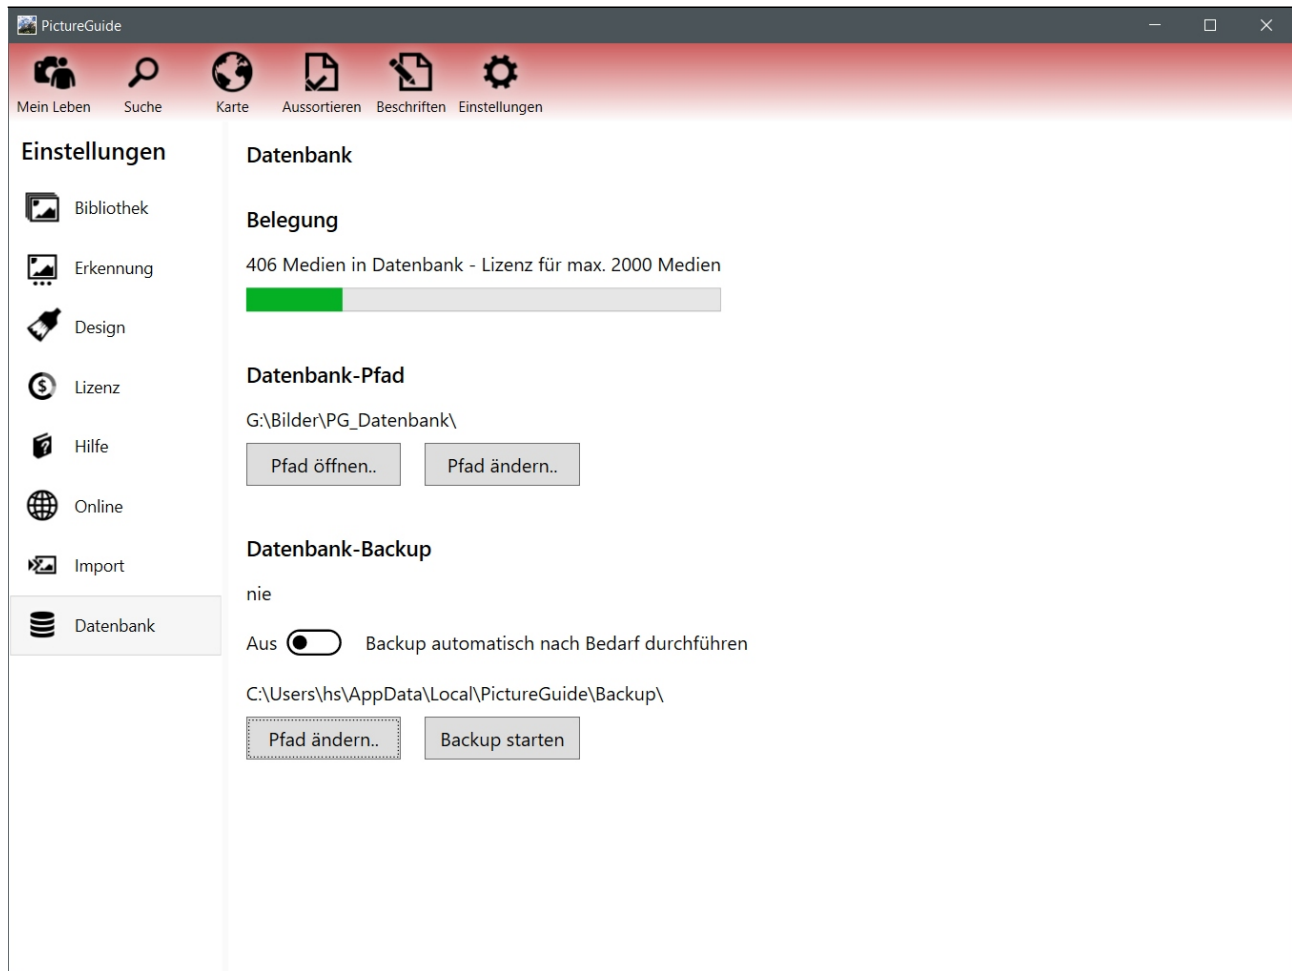 PictureGuide
Mein Leben Suche Karte Aussortieren Beschriften Einstellungen
Einstellungen
Bibliothek
Erkennung
Design
Lizenz
Hilfe
Online
Import
Datenbank
Datenbank
Belegung
406 Medien in Datenbank - Lizenz für max. 2000 Medien
Datenbank-Pfad
G:\Bilder\PG_Datenbank\
Pfad öffnen.. Pfad ändern..
Datenbank-Backup
nie
Aus Backup automatisch nach Bedarf durchführen
C:\Users\hs\AppData\Local\PictureGuide\Backup\
Pfad ändern.. Backup starten